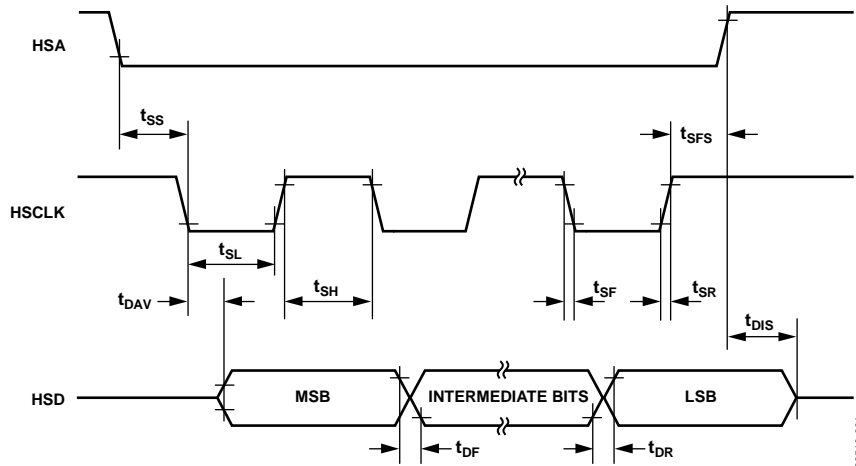 HSA
tSS
tSFS
HSCLK
tSL
tSH
tDAV
tSF
tSR
tDIS
HSD
MSB
INTERMEDIATE BITS
LSB
tDF
tDR